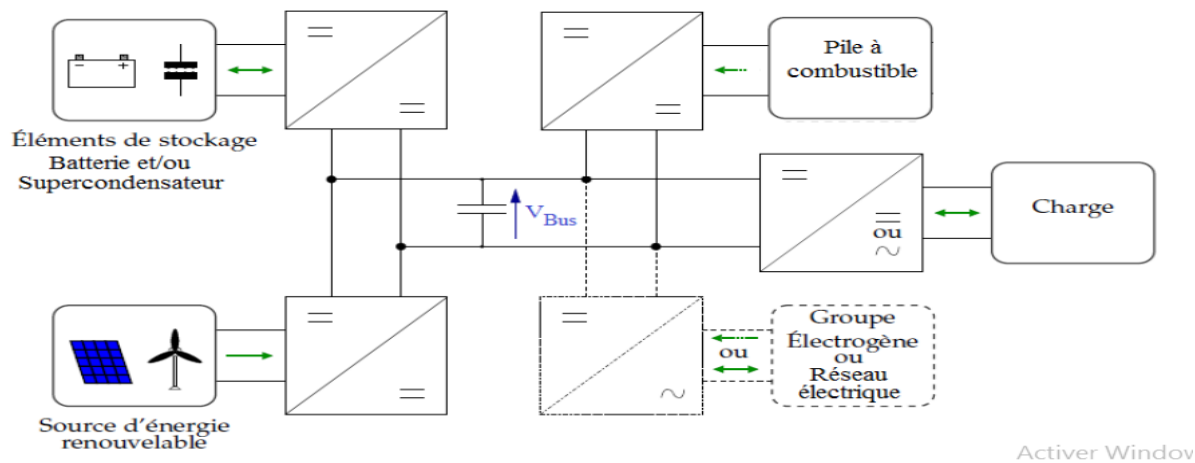 Éléments de stockage
Batterie et/ou
Supercondensateur
Pile à
combustible
V Bus
ou
Charge
Source d'énergie
renouvelable
ou
Groupe
Électrogène
ou
Réseau
électrique
Activer Window